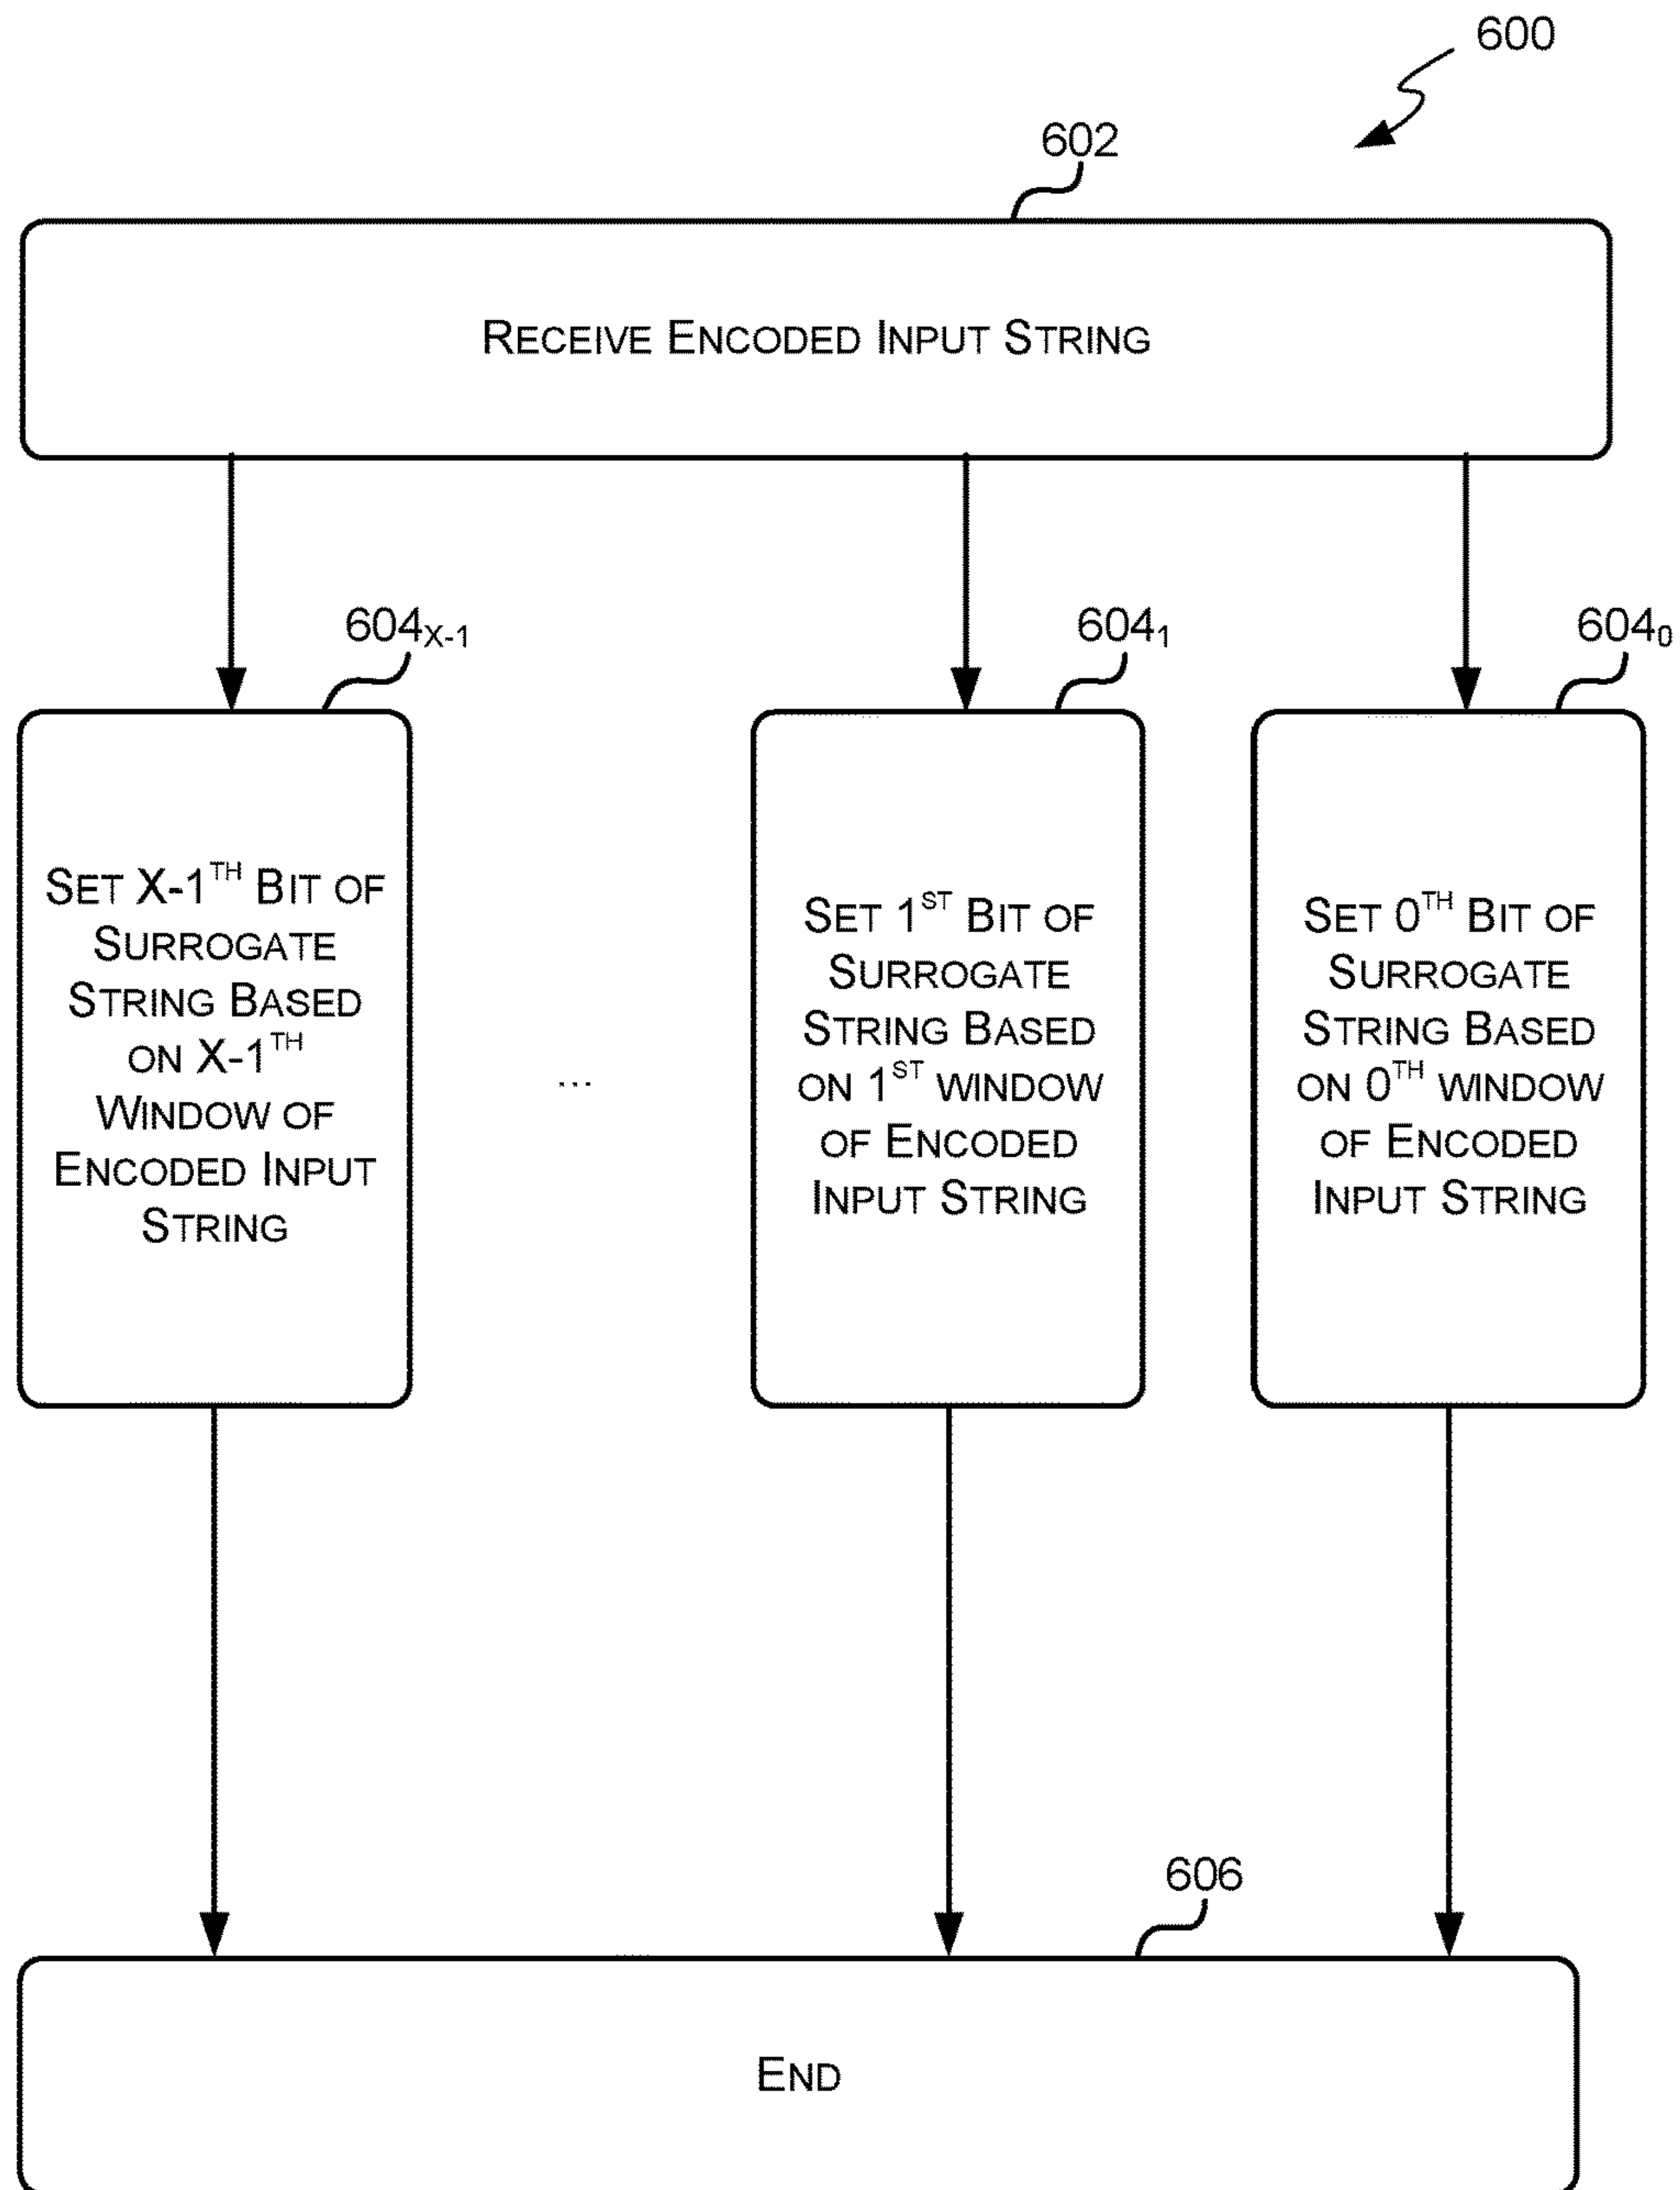 600
602
RECEIVE ENCODED INPUT STRING
604X-1
SET X-1TH BIT OF
SURROGATE
STRING BASED
ON X-1TH
WINDOW OF
ENCODED INPUT
STRING
...
6041
SET 1ST BIT OF
SURROGATE
STRING BASED
ON 1ST WINDOW
OF ENCODED
INPUT STRING
6040
SET 0TH BIT OF
SURROGATE
STRING BASED
ON 0TH WINDOW
OF ENCODED
INPUT STRING
606
END